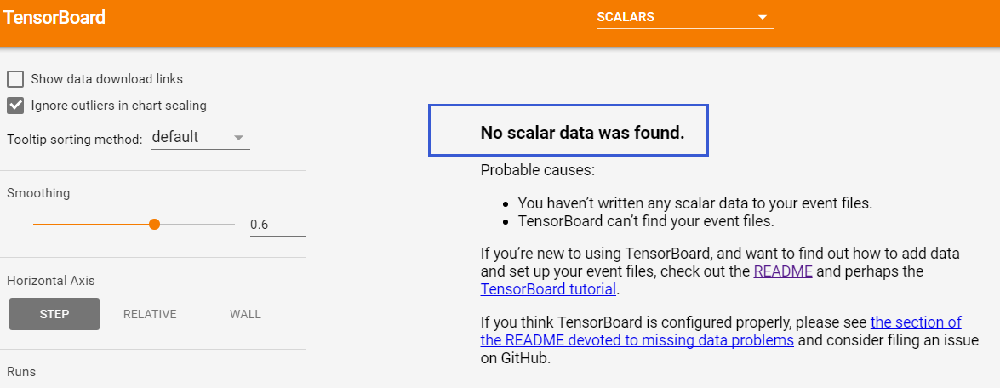 TensorBoard
SCALARS
Show data download links
Ignore outliers in chart scaling
Tooltip sorting method: default
Smoothing
0.6
Horizontal Axis
STEP RELATIVE WALL
Runs
No scalar data was found.
Probable causes:
• You haven’t written any scalar data to your event files.
• TensorBoard can’t find your event files.
If you’re new to using TensorBoard, and want to find out how to add data
and set up your event files, check out the README and perhaps the
TensorBoard tutorial.
If you think TensorBoard is configured properly, please see the section of
the README devoted to missing data problems and consider filing an issue
on GitHub.